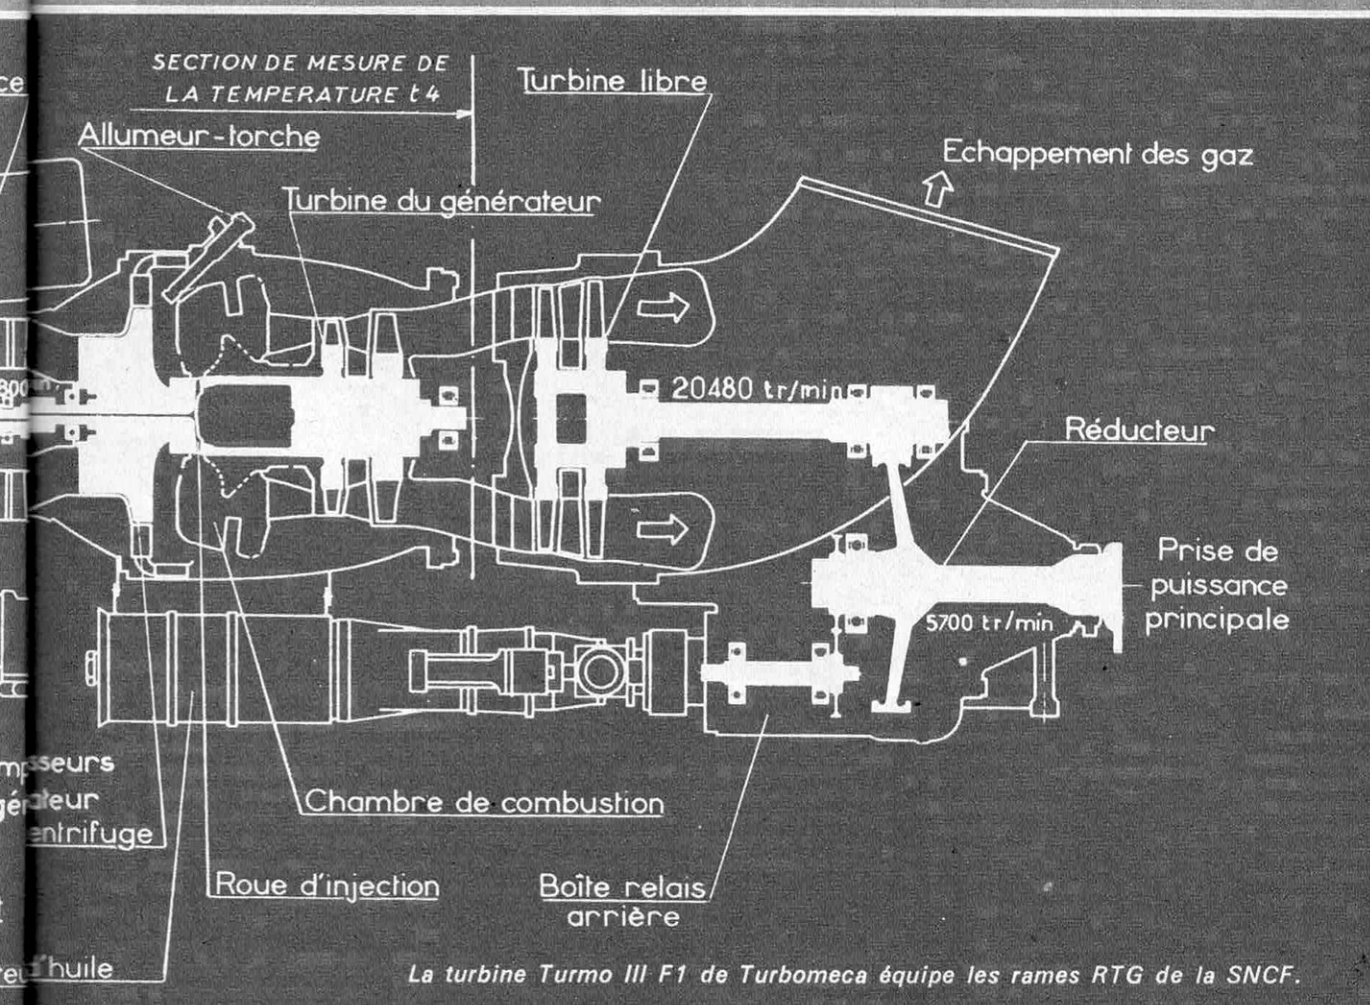 SECTION DE MESURE DE
LA TEMPERATURE t4
Turbine libre
Allumeur-torche
Echappement des gaz
Turbine du générateur
20480 tr/min
Réducteur
Prise de
puissance
principale
5700 tr/min
Chambre de combustion
Roue d'injection
Boîte relais
arrière
d'huile
La turbine Turmo III F1 de Turbomeca équipe les rames RTG de la SNCF.